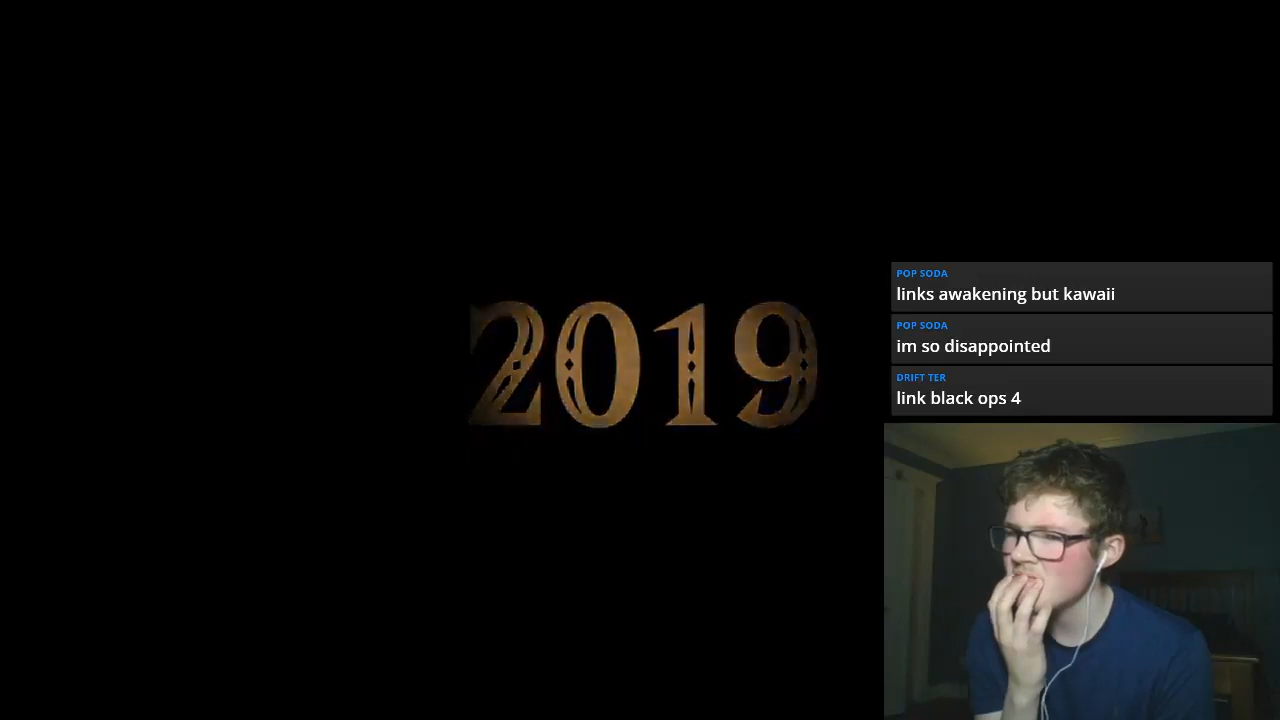 2019
POP SODA
links awakening but kawaii
POP SODA
im so disappointed
DRIFT TER
link black ops 4